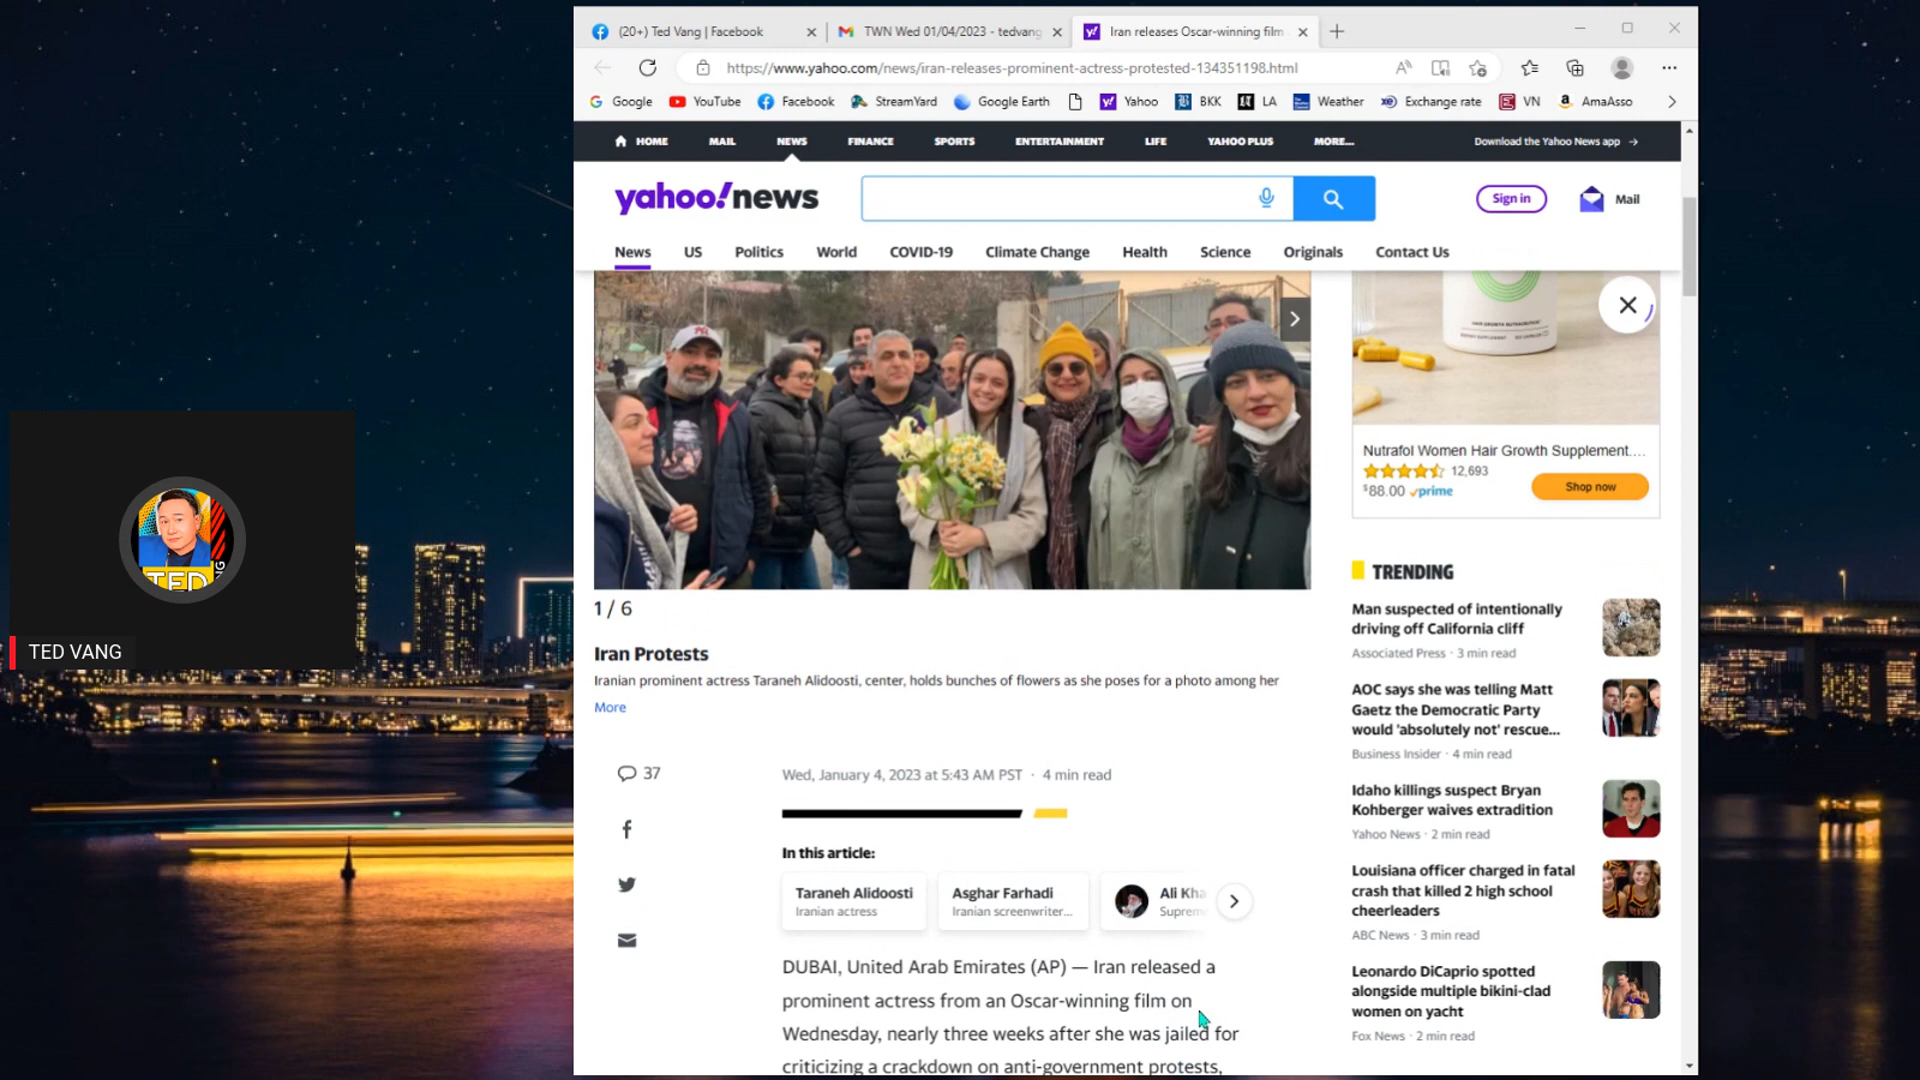 (20+) Ted Vang | Facebook
TWN Wed 01/04/2023 - tedvang
Iran releases Oscar-winning film
https://www.yahoo.com/news/iran-releases-prominent-actress-protested-134351198.html
Google
YouTube
Facebook
StreamYard
Google Earth
Yahoo
BKK
LA
Weather
Exchange rate
VN
AmaAsso
HOME
MAIL
NEWS
FINANCE
SPORTS
ENTERTAINMENT
LIFE
YAHOO PLUS
MORE...
Download the Yahoo News app →
yahoo!news
Sign in
Mail
News
US
Politics
World
COVID-19
Climate Change
Health
Science
Originals
Contact Us
1 / 6
Iran Protests
Iranian prominent actress Taraneh Alidoosti, center, holds bunches of flowers as she poses for a photo among her
More
37
Wed, January 4, 2023 at 5:43 AM PST · 4 min read
In this article:
Taraneh Alidoosti
Iranian actress
Asghar Farhadi
Iranian screenwriter...
Ali Kha
Suprem
DUBAI, United Arab Emirates (AP) — Iran released a
prominent actress from an Oscar-winning film on
Wednesday, nearly three weeks after she was jailed for
criticizing a crackdown on anti-government protests,
Nutrafol Women Hair Growth Supplement....
12,693
$88.00 prime
Shop now
TRENDING
Man suspected of intentionally
driving off California cliff
Associated Press · 3 min read
AOC says she was telling Matt
Gaetz the Democratic Party
would 'absolutely not' rescue...
Business Insider · 4 min read
Idaho killings suspect Bryan
Kohberger waives extradition
Yahoo News · 2 min read
Louisiana officer charged in fatal
crash that killed 2 high school
cheerleaders
ABC News · 3 min read
Leonardo DiCaprio spotted
alongside multiple bikini-clad
women on yacht
Fox News · 2 min read
TED
TED VANG